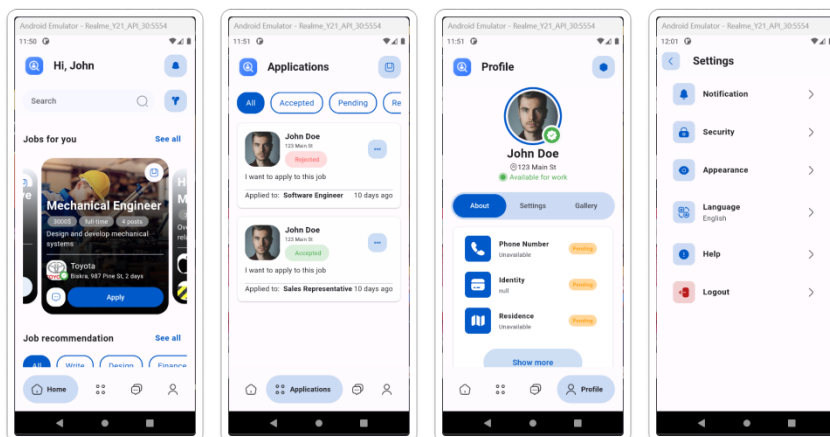 Android Emulator - Realme_Y21_API_30:5554
11:50
Hi, John
Search
Jobs for you
See all
Mechanical Engineer
3000$ full time 4 posts
Design and develop mechanical
systems
Toyota
Biskra, 987 Pine St, 2 days
Apply
Job recommendation
See all
All Write Design Finance
Home
Android Emulator - Realme_Y21_API_30:5554
11:51
Applications
All Accepted Pending Re
John Doe
123 Main St
Rejected
I want to apply to this job
Applied to: Software Engineer 10 days ago
John Doe
123 Main St
Accepted
I want to apply to this job
Applied to: Sales Representative 10 days ago
Applications
Android Emulator - Realme_Y21_API_30:5554
11:51
Profile
John Doe
123 Main St
Available for work
About Settings Gallery
Phone Number
Unavailable
Pending
Identity
null
Pending
Residence
Unavailable
Pending
Show more
Profile
Android Emulator - Realme_Y21_API_30:5554
12:01
Settings
Notification
Security
Appearance
Language
English
Help
Logout